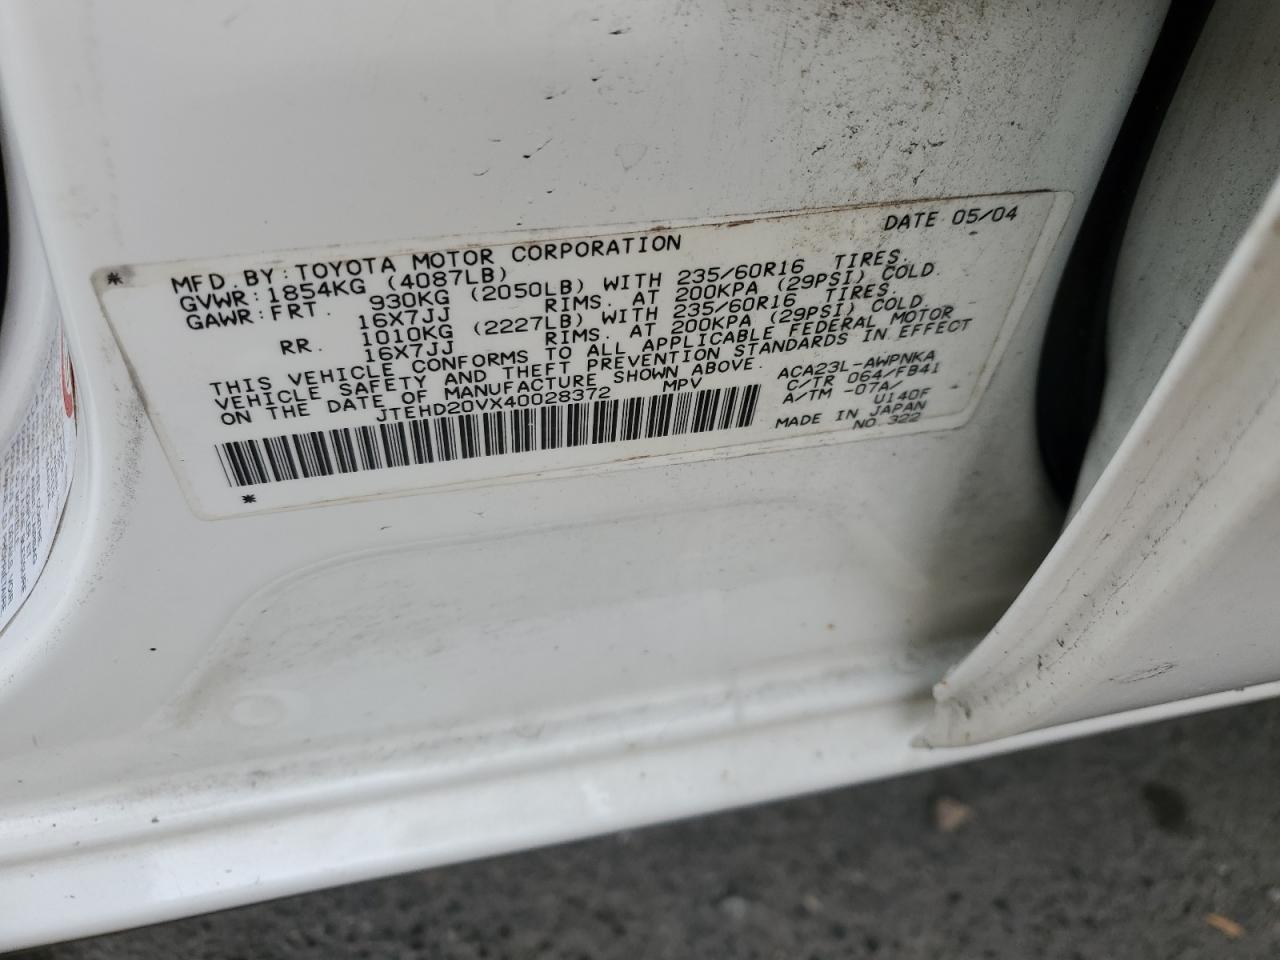 DATE 05/04
* MFD. BY: TOYOTA MOTOR CORPORATION
GVWR: 1854KG (4087LB)
GAWR: FRT. 930KG (2050LB) WITH 235/60R16 TIRES.
16X7JJ RIMS. AT 200KPA (29PSI) COLD.
RR. 1010KG (2227LB) WITH 235/60R16 TIRES.
16X7JJ RIMS. AT 200KPA (29PSI) COLD.
THIS VEHICLE CONFORMS TO ALL APPLICABLE FEDERAL MOTOR
VEHICLE SAFETY AND THEFT PREVENTION STANDARDS IN EFFECT
ON THE DATE OF MANUFACTURE SHOWN ABOVE.
JTEHD20VX40028372 MPV
ACA23L-AWPNKA
C/TR 064/FB41
A/TM -07A/
U140F
MADE IN JAPAN
NO. 322
*